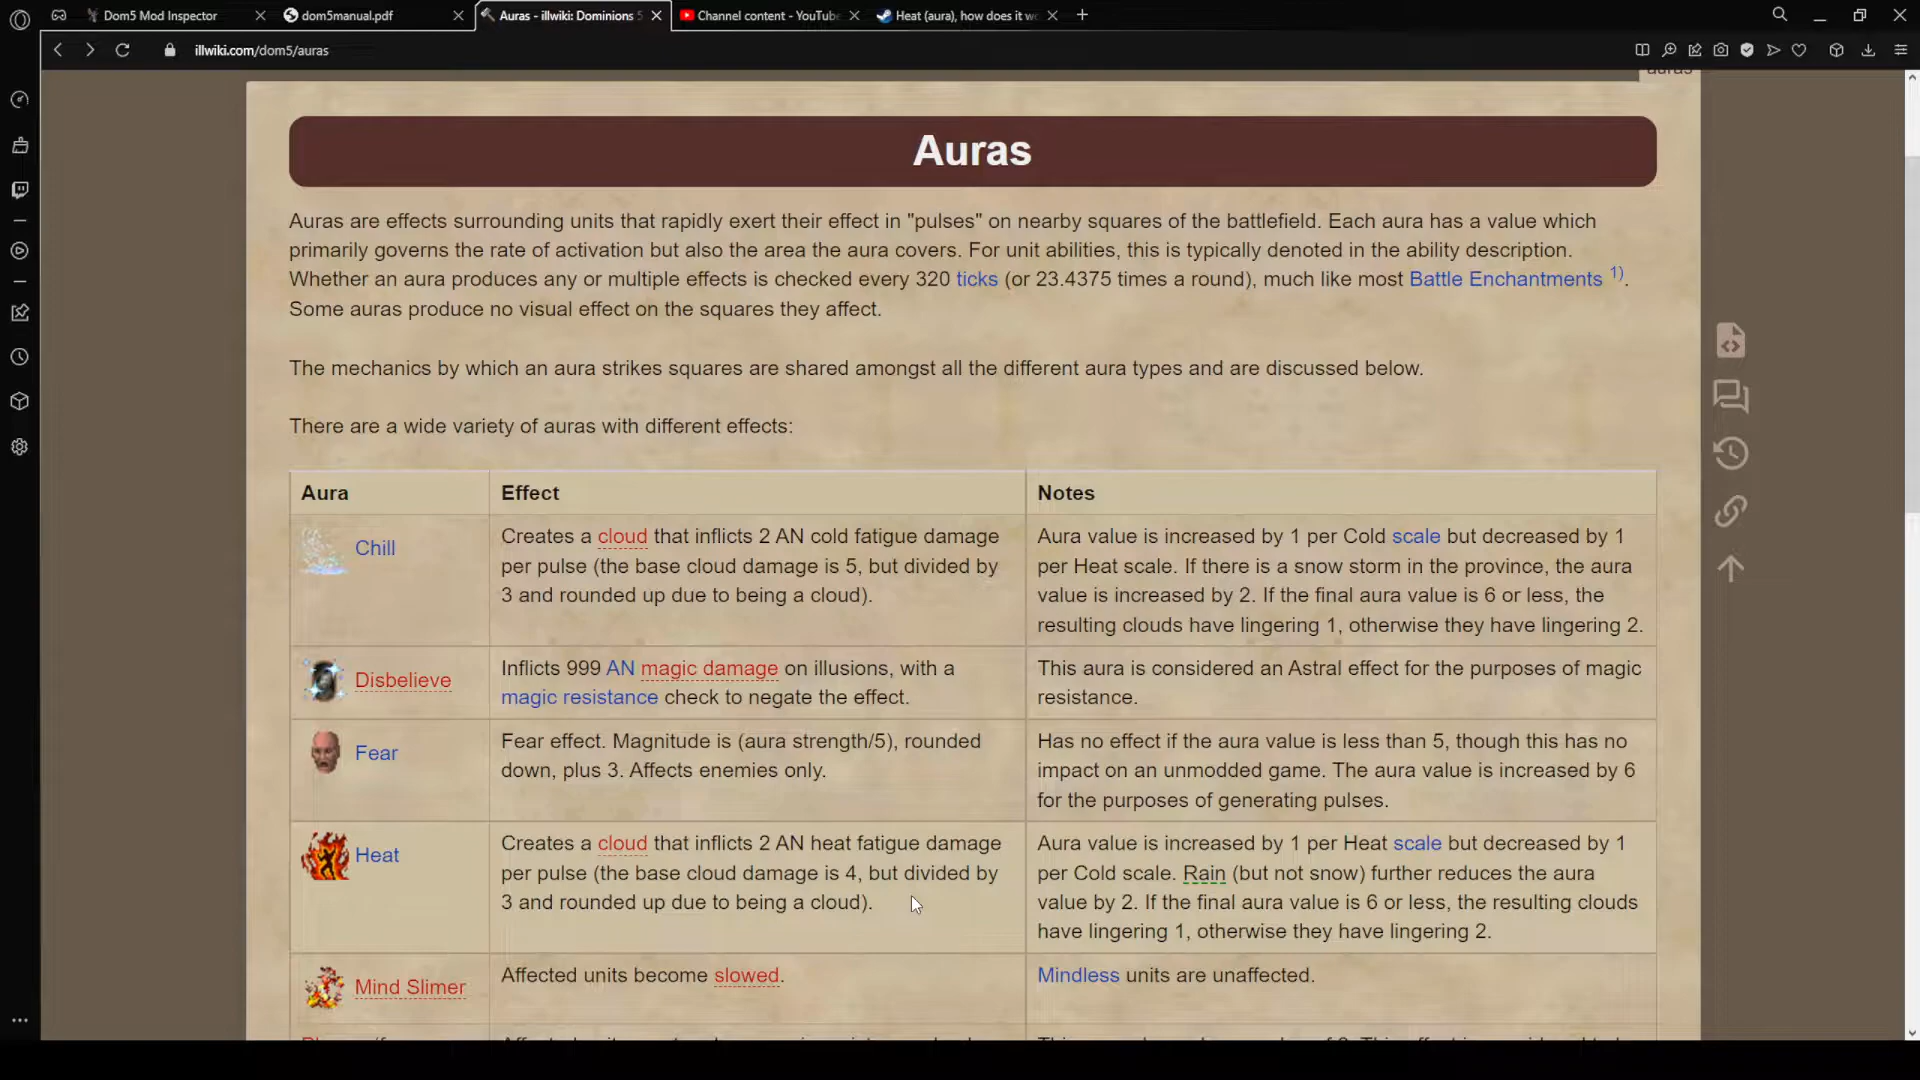 Dom5 Mod Inspector
dom5manual.pdf
Auras - illwiki: Dominions 5
Channel content - YouTube
Heat (aura), how does it wo
illwiki.com/dom5/auras
auras
Auras
Auras are effects surrounding units that rapidly exert their effect in "pulses" on nearby squares of the battlefield. Each aura has a value which
primarily governs the rate of activation but also the area the aura covers. For unit abilities, this is typically denoted in the ability description.
Whether an aura produces any or multiple effects is checked every 320 ticks (or 23.4375 times a round), much like most Battle Enchantments 1).
Some auras produce no visual effect on the squares they affect.
The mechanics by which an aura strikes squares are shared amongst all the different aura types and are discussed below.
There are a wide variety of auras with different effects:
Aura Effect Notes
Chill
Creates a cloud that inflicts 2 AN cold fatigue damage
per pulse (the base cloud damage is 5, but divided by
3 and rounded up due to being a cloud).
Aura value is increased by 1 per Cold scale but decreased by 1
per Heat scale. If there is a snow storm in the province, the aura
value is increased by 2. If the final aura value is 6 or less, the
resulting clouds have lingering 1, otherwise they have lingering 2.
Disbelieve
Inflicts 999 AN magic damage on illusions, with a
magic resistance check to negate the effect.
This aura is considered an Astral effect for the purposes of magic
resistance.
Fear
Fear effect. Magnitude is (aura strength/5), rounded
down, plus 3. Affects enemies only.
Has no effect if the aura value is less than 5, though this has no
impact on an unmodded game. The aura value is increased by 6
for the purposes of generating pulses.
Heat
Creates a cloud that inflicts 2 AN heat fatigue damage
per pulse (the base cloud damage is 4, but divided by
3 and rounded up due to being a cloud).
Aura value is increased by 1 per Heat scale but decreased by 1
per Cold scale. Rain (but not snow) further reduces the aura
value by 2. If the final aura value is 6 or less, the resulting clouds
have lingering 1, otherwise they have lingering 2.
Mind Slimer
Affected units become slowed.
Mindless units are unaffected.